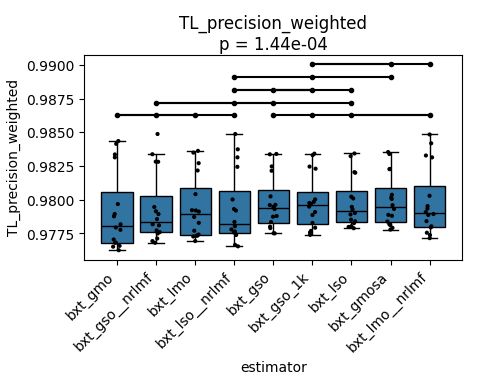 TL_precision_weighted
p = 1.44e-04
TL_precision_weighted
0.9900
0.9875
0.9850
0.9825
0.9800
0.9775
bxt_gmo
bxt_gso__nrlmf
bxt_lmo
bxt_lso__nrlmf
bxt_gso
bxt_gso_1k
bxt_lso
bxt_gmosa
bxt_lmo__nrlmf
estimator